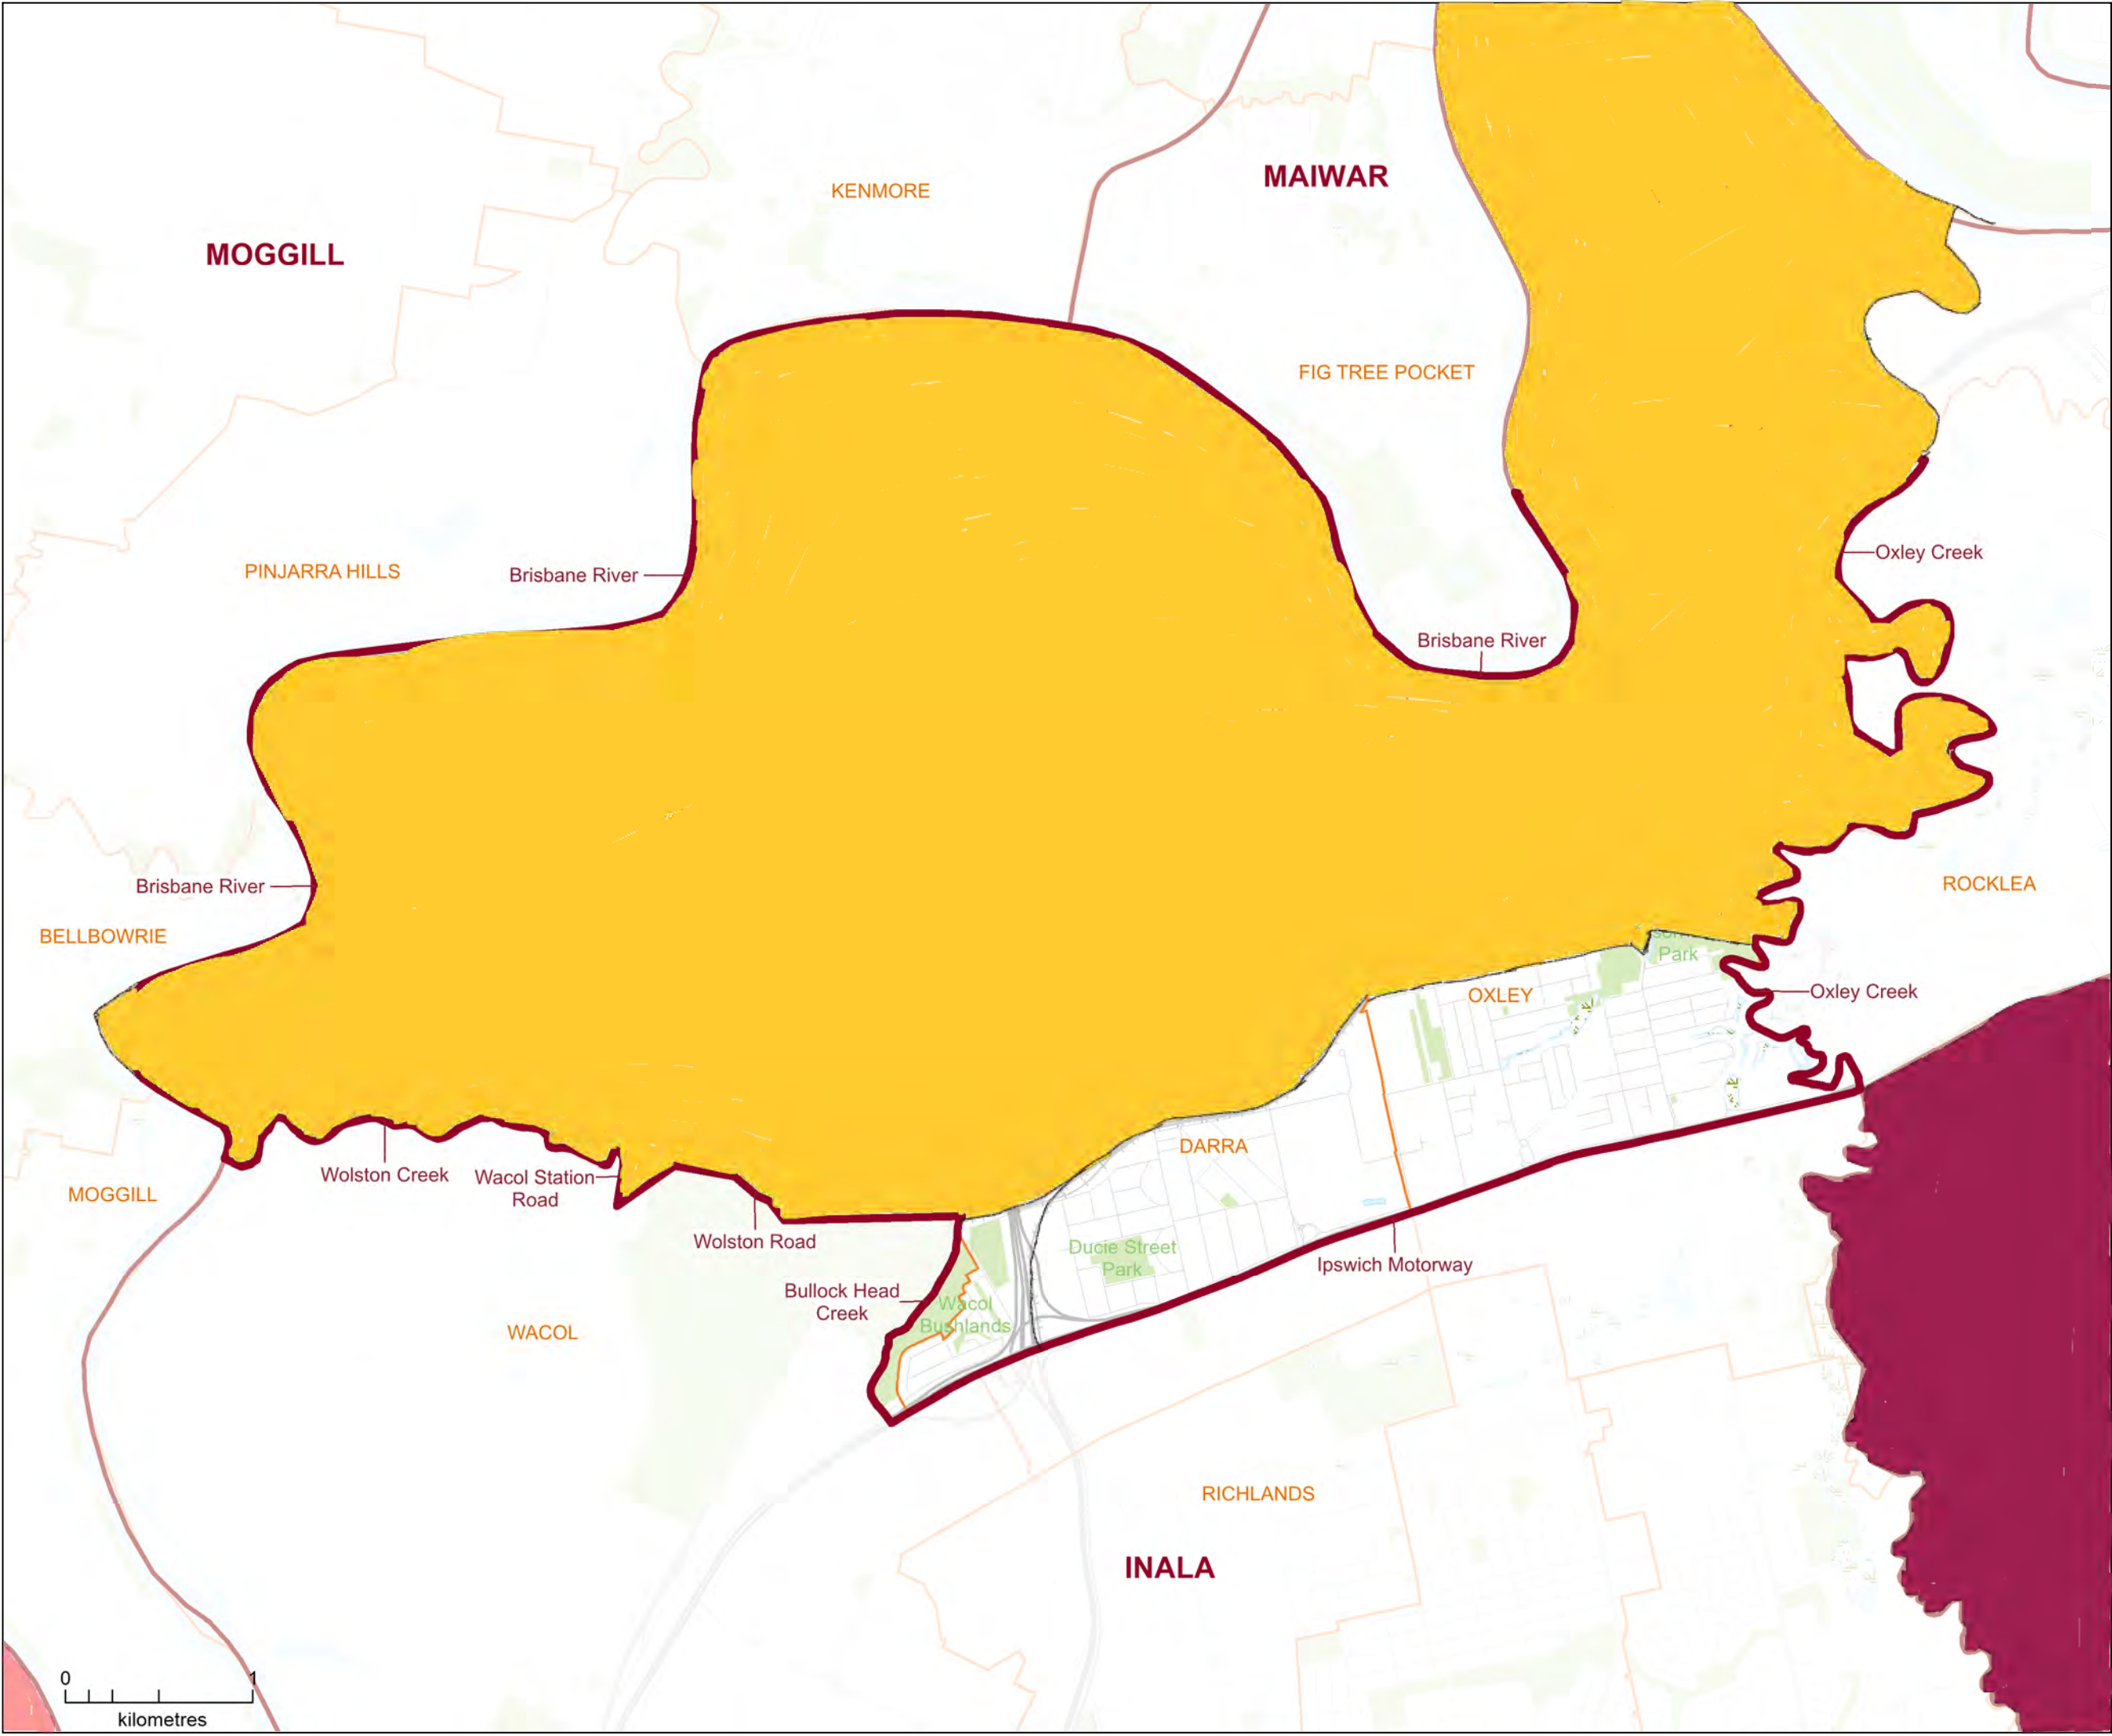 KENMORE
MAIWAR
MOGGILL
FIG TREE POCKET
Oxley Creek
PINJARRA HILLS
Brisbane River
Brisbane River
Brisbane River
ROCKLEA
BELLBOWRIE
Park
OXLEY
Oxley Creek
DARRA
Wolston Creek
Wacol Station
Road
MOGGILL
Wolston Road
Ducie Street
Park
Ipswich Motorway
Bullock Head
Creek
Wacol
Bushlands
WACOL
RICHLANDS
INALA
0 1
kilometres